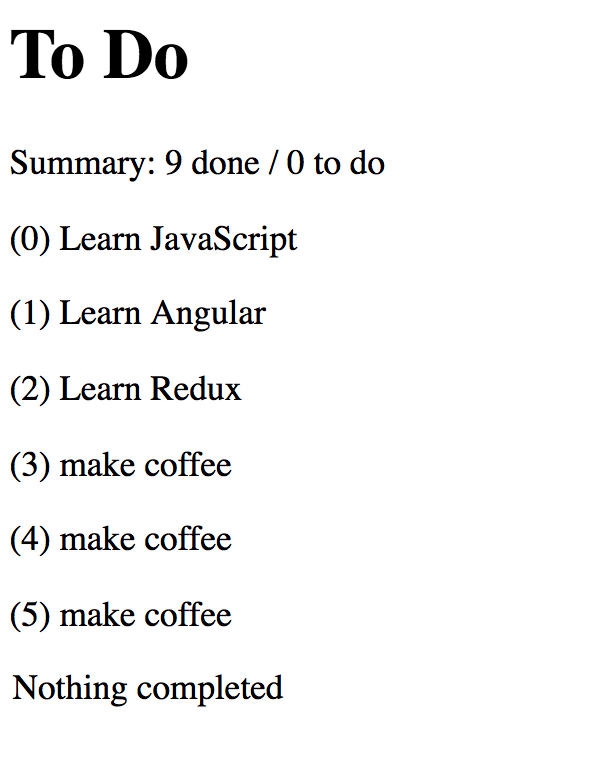 To Do
Summary: 9 done / 0 to do
(0) Learn JavaScript
(1) Learn Angular
(2) Learn Redux
(3) make coffee
(4) make coffee
(5) make coffee
Nothing completed